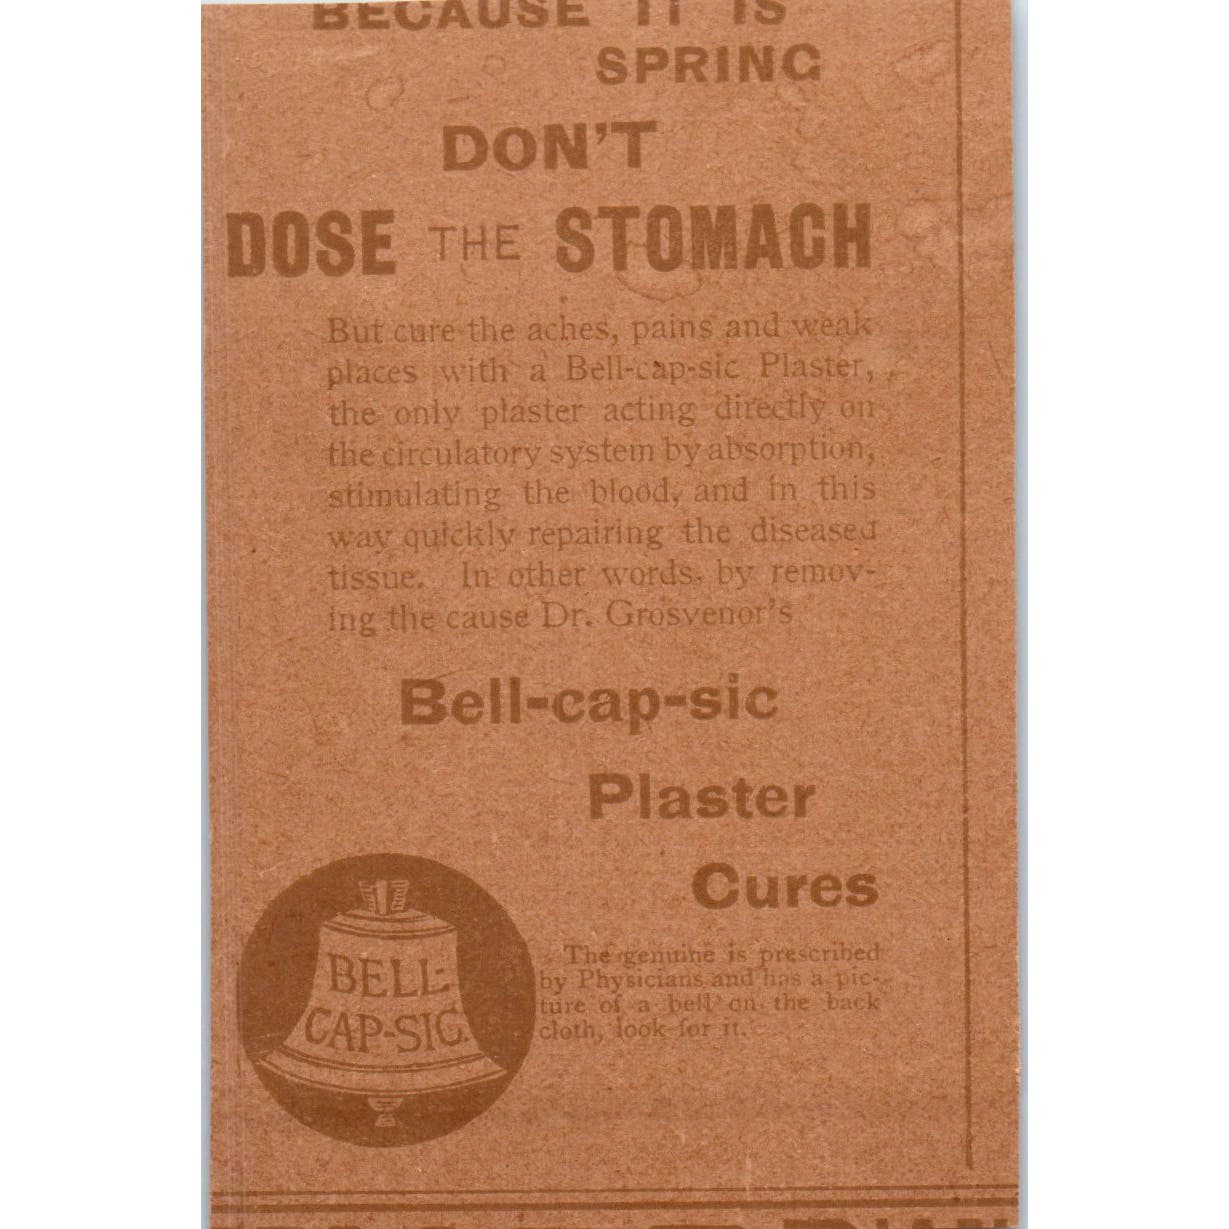 BECAUSE IT IS
SPRING
DON'T
DOSE THE STOMACH
But cure the aches, pains and weak
places with a Bell-cap-sic Plaster,
the only plaster acting directly on
the circulatory system by absorption,
stimulating the blood, and in this
way quickly repairing the diseased
tissue. In other words, by remov-
ing the cause Dr. Grosvenor's
Bell-cap-sic
Plaster
Cures
The genuine is prescribed
by Physicians and has a pic-
ture of a bell on the back
cloth, look for it.
BELL-
CAP-SIC.